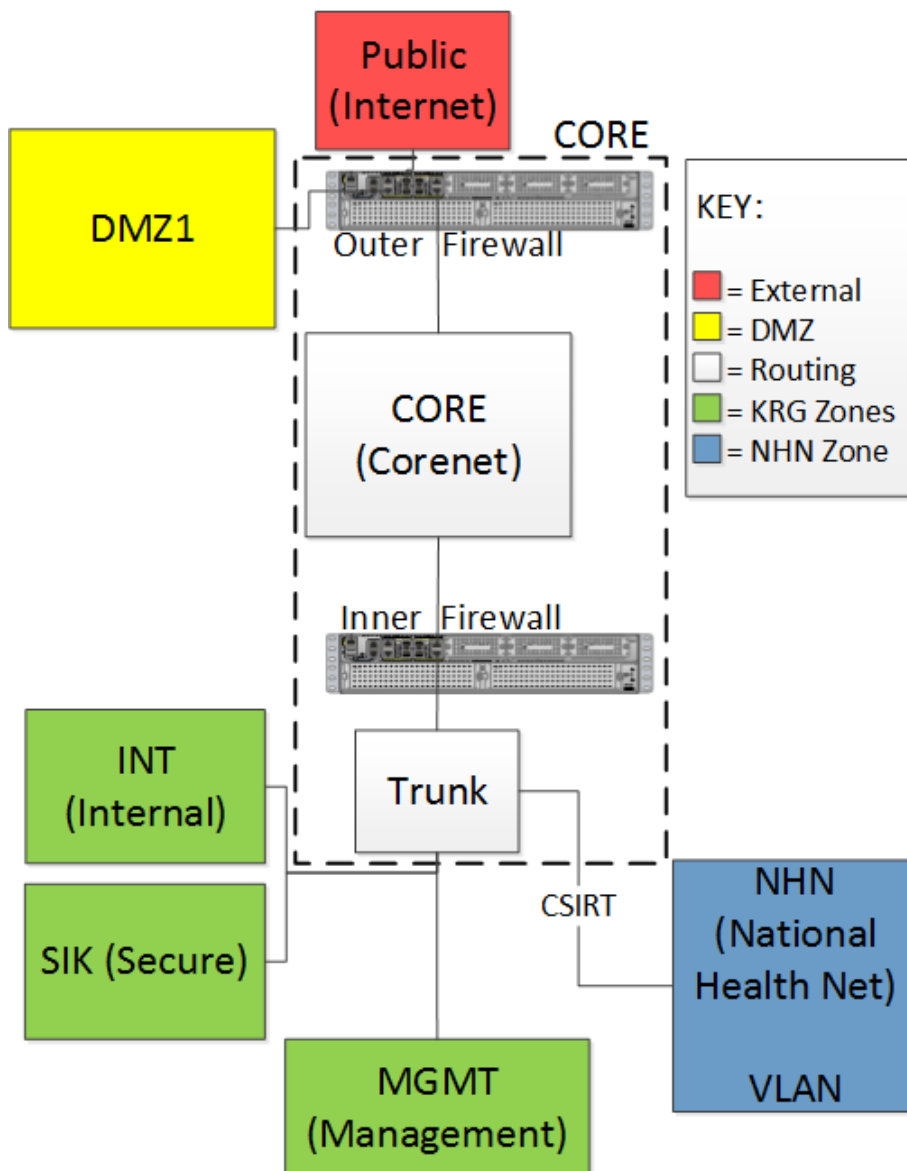 Public
(Internet)
CORE
DMZ1
Outer Firewall
KEY:
= External
= DMZ
= Routing
= KRG Zones
= NHN Zone
CORE
(Corenet)
Inner Firewall
INT
(Internal)
Trunk
SIK (Secure)
CSIRT
NHN
(National
Health Net)
VLAN
MGMT
(Management)